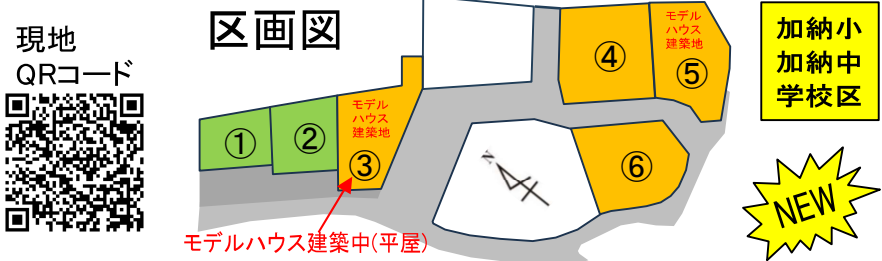 現地
QRコード
区画図
①
②
モデル
ハウス
建築地
③
モデルハウス建築中(平屋)
④
モデル
ハウス
建築地
⑤
⑥
N
加納小
加納中
学校区
NEW